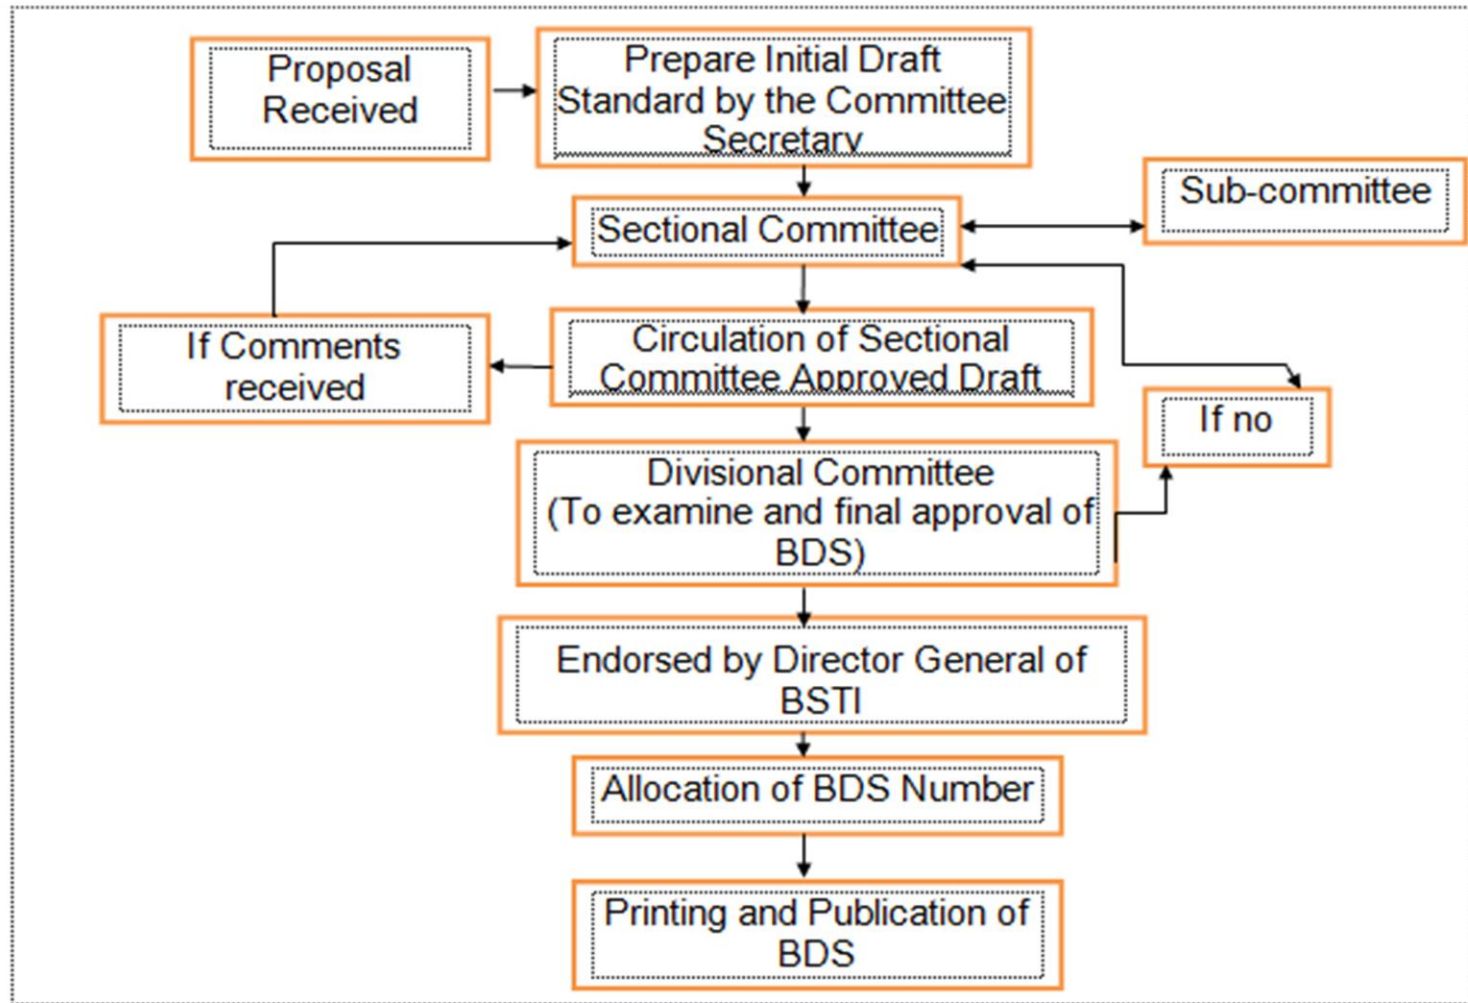 Proposal
Received
Prepare Initial Draft
Standard by the Committee
Secretary
Sub-committee
Sectional Committee
If Comments
received
Circulation of Sectional
Committee Approved Draft
If no
Divisional Committee
(To examine and final approval of
BDS)
Endorsed by Director General of
BSTI
Allocation of BDS Number
Printing and Publication of
BDS